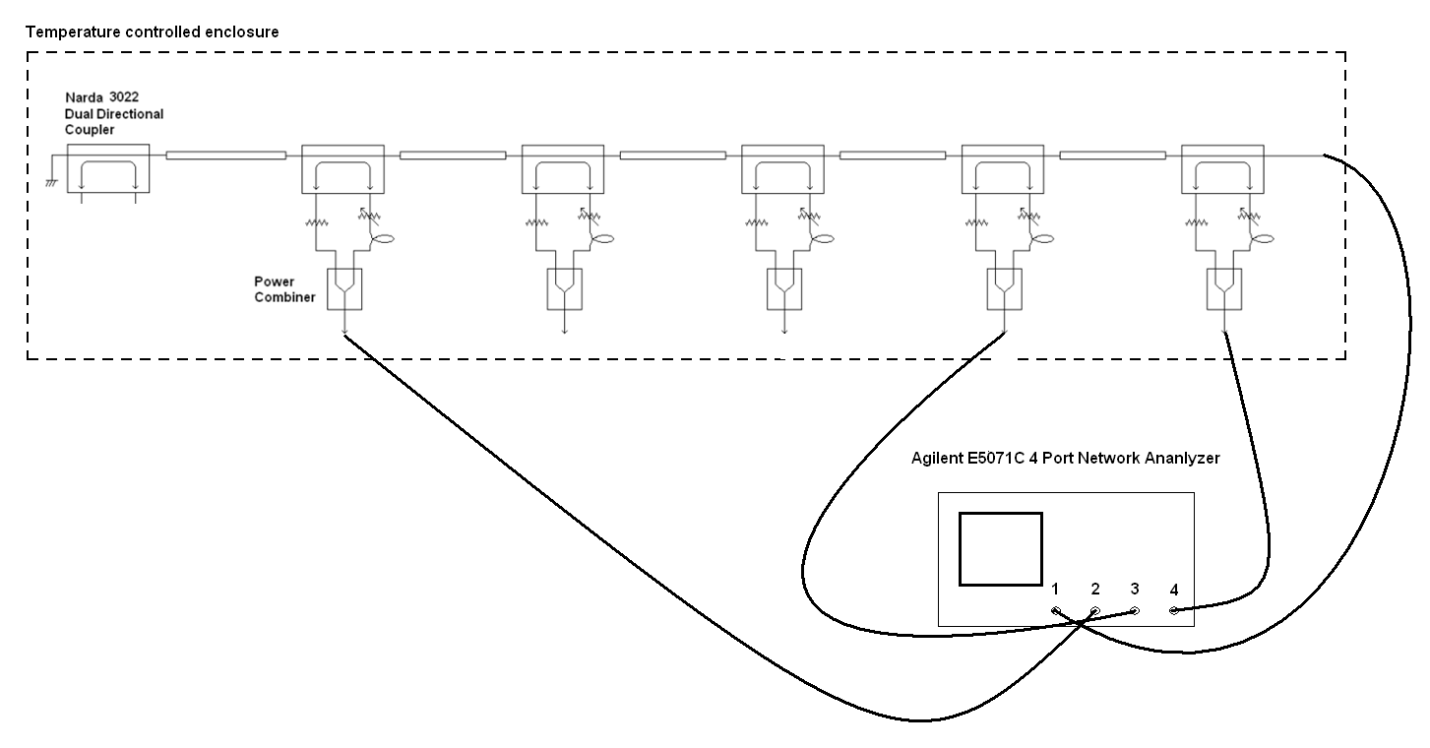 Temperature controlled enclosure
Narda 3022
Dual Directional
Coupler
Power
Combiner
Agilent E5071C 4 Port Network Ananlyzer
1 2 3 4